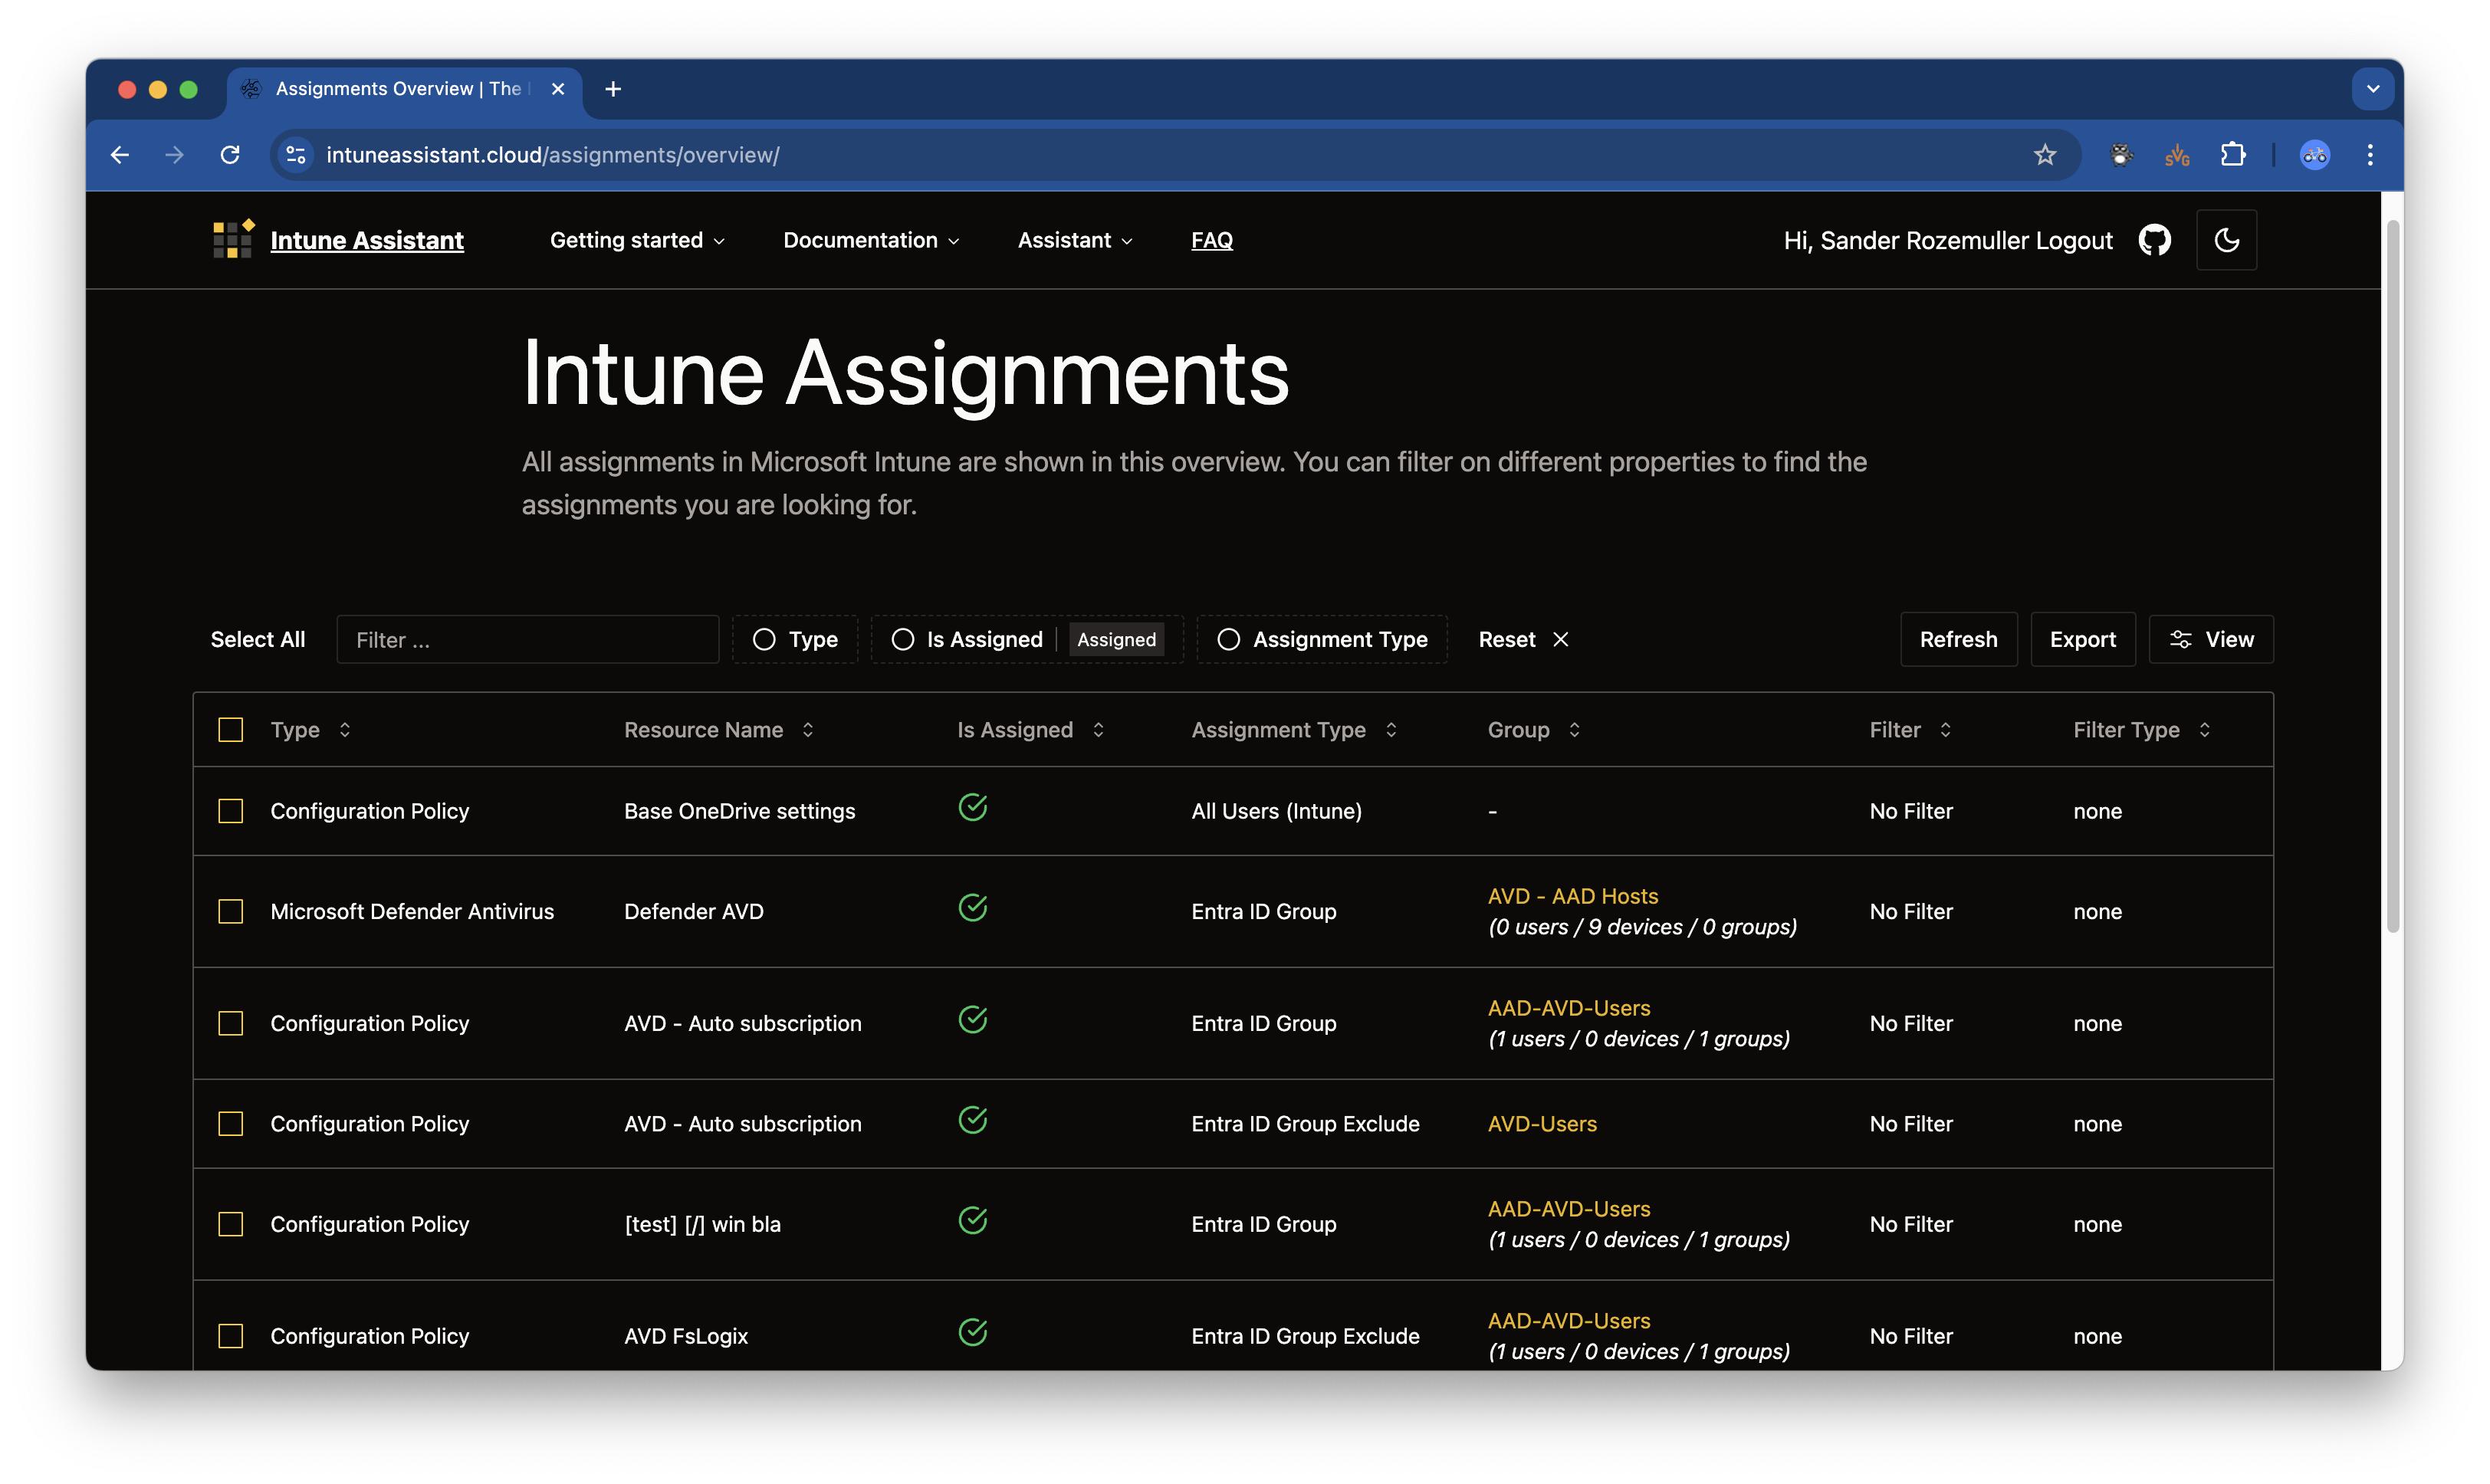 Assignments Overview | The
intuneassistant.cloud/assignments/overview/
SVG
Intune Assistant Getting started Documentation Assistant FAQ Hi, Sander Rozemuller Logout
Intune Assignments
All assignments in Microsoft Intune are shown in this overview. You can filter on different properties to find the
assignments you are looking for.
Select All Filter ... Type Is Assigned Assigned Assignment Type Reset Refresh Export View
Type Resource Name Is Assigned Assignment Type Group Filter Filter Type
Configuration Policy Base OneDrive settings All Users (Intune) - No Filter none
Microsoft Defender Antivirus Defender AVD Entra ID Group AVD - AAD Hosts No Filter none
(0 users / 9 devices / 0 groups)
Configuration Policy AVD - Auto subscription Entra ID Group AAD-AVD-Users No Filter none
(1 users / 0 devices / 1 groups)
Configuration Policy AVD - Auto subscription Entra ID Group Exclude AVD-Users No Filter none
Configuration Policy [test] [/] win bla Entra ID Group AAD-AVD-Users No Filter none
(1 users / 0 devices / 1 groups)
Configuration Policy AVD FsLogix Entra ID Group Exclude AAD-AVD-Users No Filter none
(1 users / 0 devices / 1 groups)